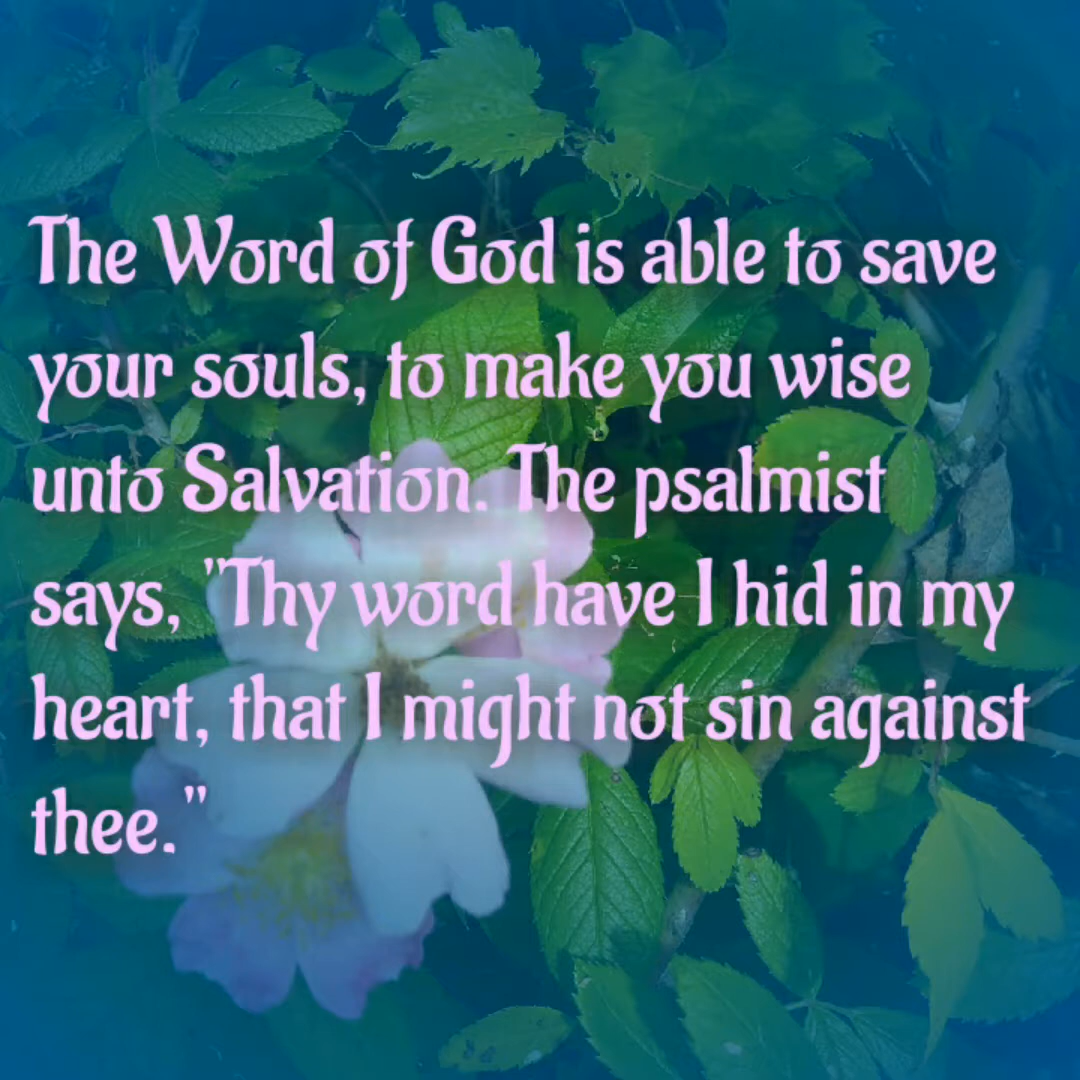 The Word of God is able to save
your souls, to make you wise
unto Salvation. The psalmist
says, "Thy word have I hid in my
heart, that I might not sin against
thee."